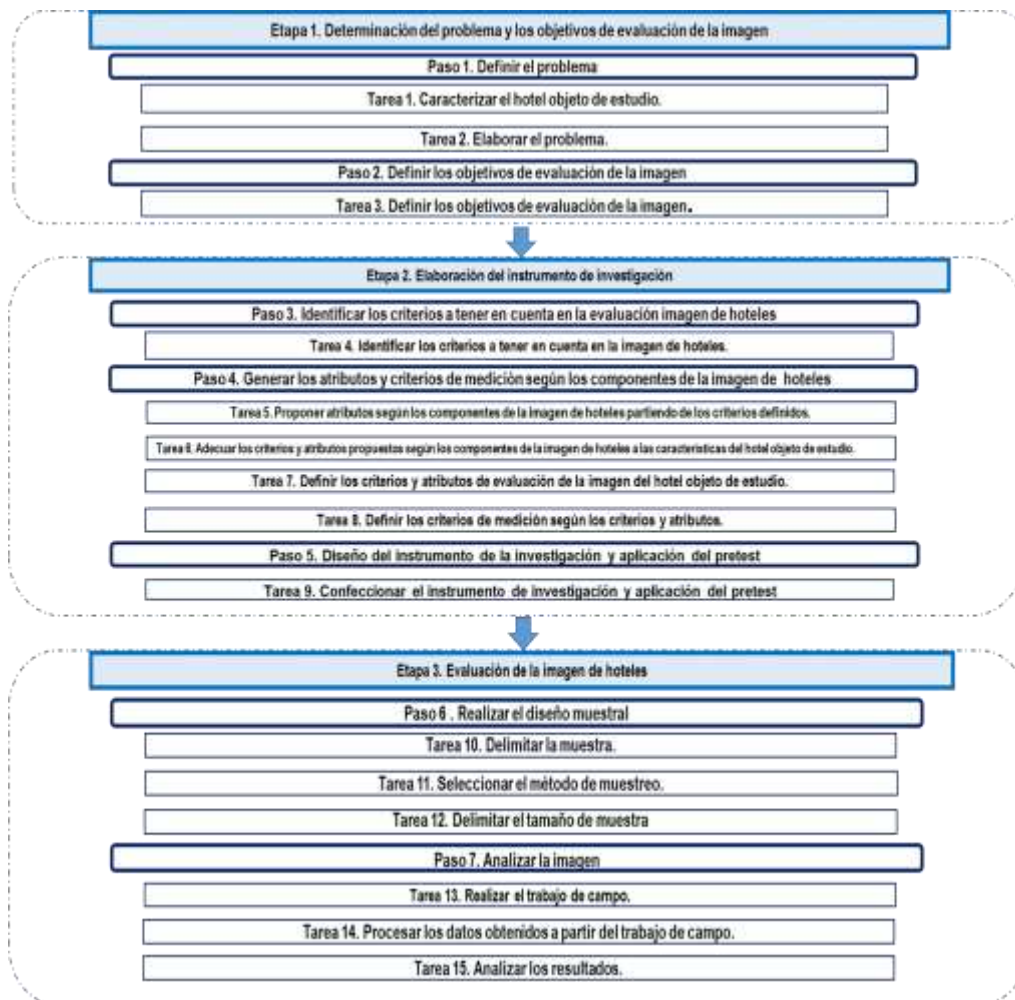 Etapa 1. Determinación del problema y los objetivos de evaluación de la imagen
Paso 1. Definir el problema
Tarea 1. Caracterizar el hotel objeto de estudio.
Tarea 2. Elaborar el problema.
Paso 2. Definir los objetivos de evaluación de la imagen
Tarea 3. Definir los objetivos de evaluación de la imagen.
Etapa 2. Elaboración del instrumento de investigación
Paso 3. Identificar los criterios a tener en cuenta en la evaluación imagen de hoteles
Tarea 4. Identificar los criterios a tener en cuenta en la imagen de hoteles.
Paso 4. Generar los atributos y criterios de medición según los componentes de la imagen de hoteles
Tarea 5. Proponer atributos según los componentes de la imagen de hoteles partiendo de los criterios definidos.
Tarea 6. Adecuar los criterios y atributos propuestos según los componentes de la imagen de hoteles a las características del hotel objeto de estudio.
Tarea 7. Definir los criterios y atributos de evaluación de la imagen del hotel objeto de estudio.
Tarea 8. Definir los criterios de medición según los criterios y atributos.
Paso 5. Diseño del instrumento de la investigación y aplicación del pretest
Tarea 9. Confeccionar el instrumento de investigación y aplicación del pretest
Etapa 3. Evaluación de la imagen de hoteles
Paso 6 . Realizar el diseño muestral
Tarea 10. Delimitar la muestra.
Tarea 11. Seleccionar el método de muestreo.
Tarea 12. Delimitar el tamaño de muestra
Paso 7. Analizar la imagen
Tarea 13. Realizar el trabajo de campo.
Tarea 14. Procesar los datos obtenidos a partir del trabajo de campo.
Tarea 15. Analizar los resultados.